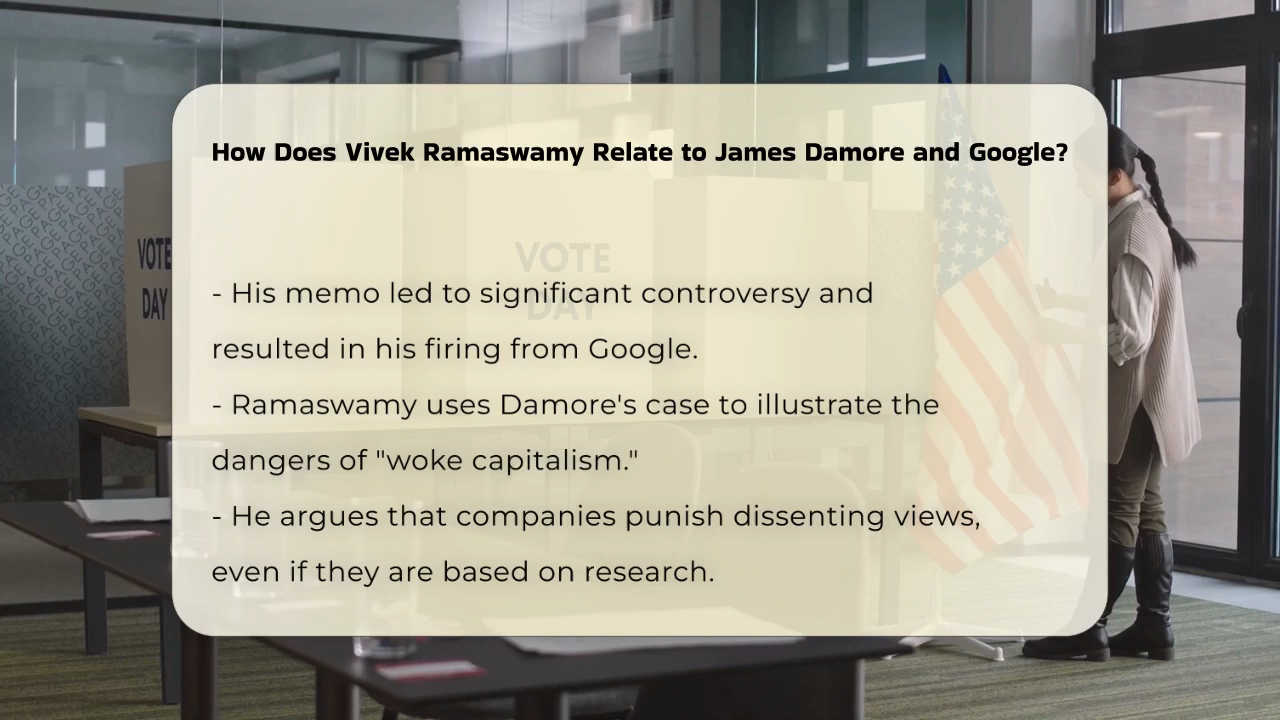 How Does Vivek Ramaswamy Relate to James Damore and Google?
VOTE
DAY
VOTE
DAY
- His memo led to significant controversy and
resulted in his firing from Google.
- Ramaswamy uses Damore's case to illustrate the
dangers of "woke capitalism."
- He argues that companies punish dissenting views,
even if they are based on research.